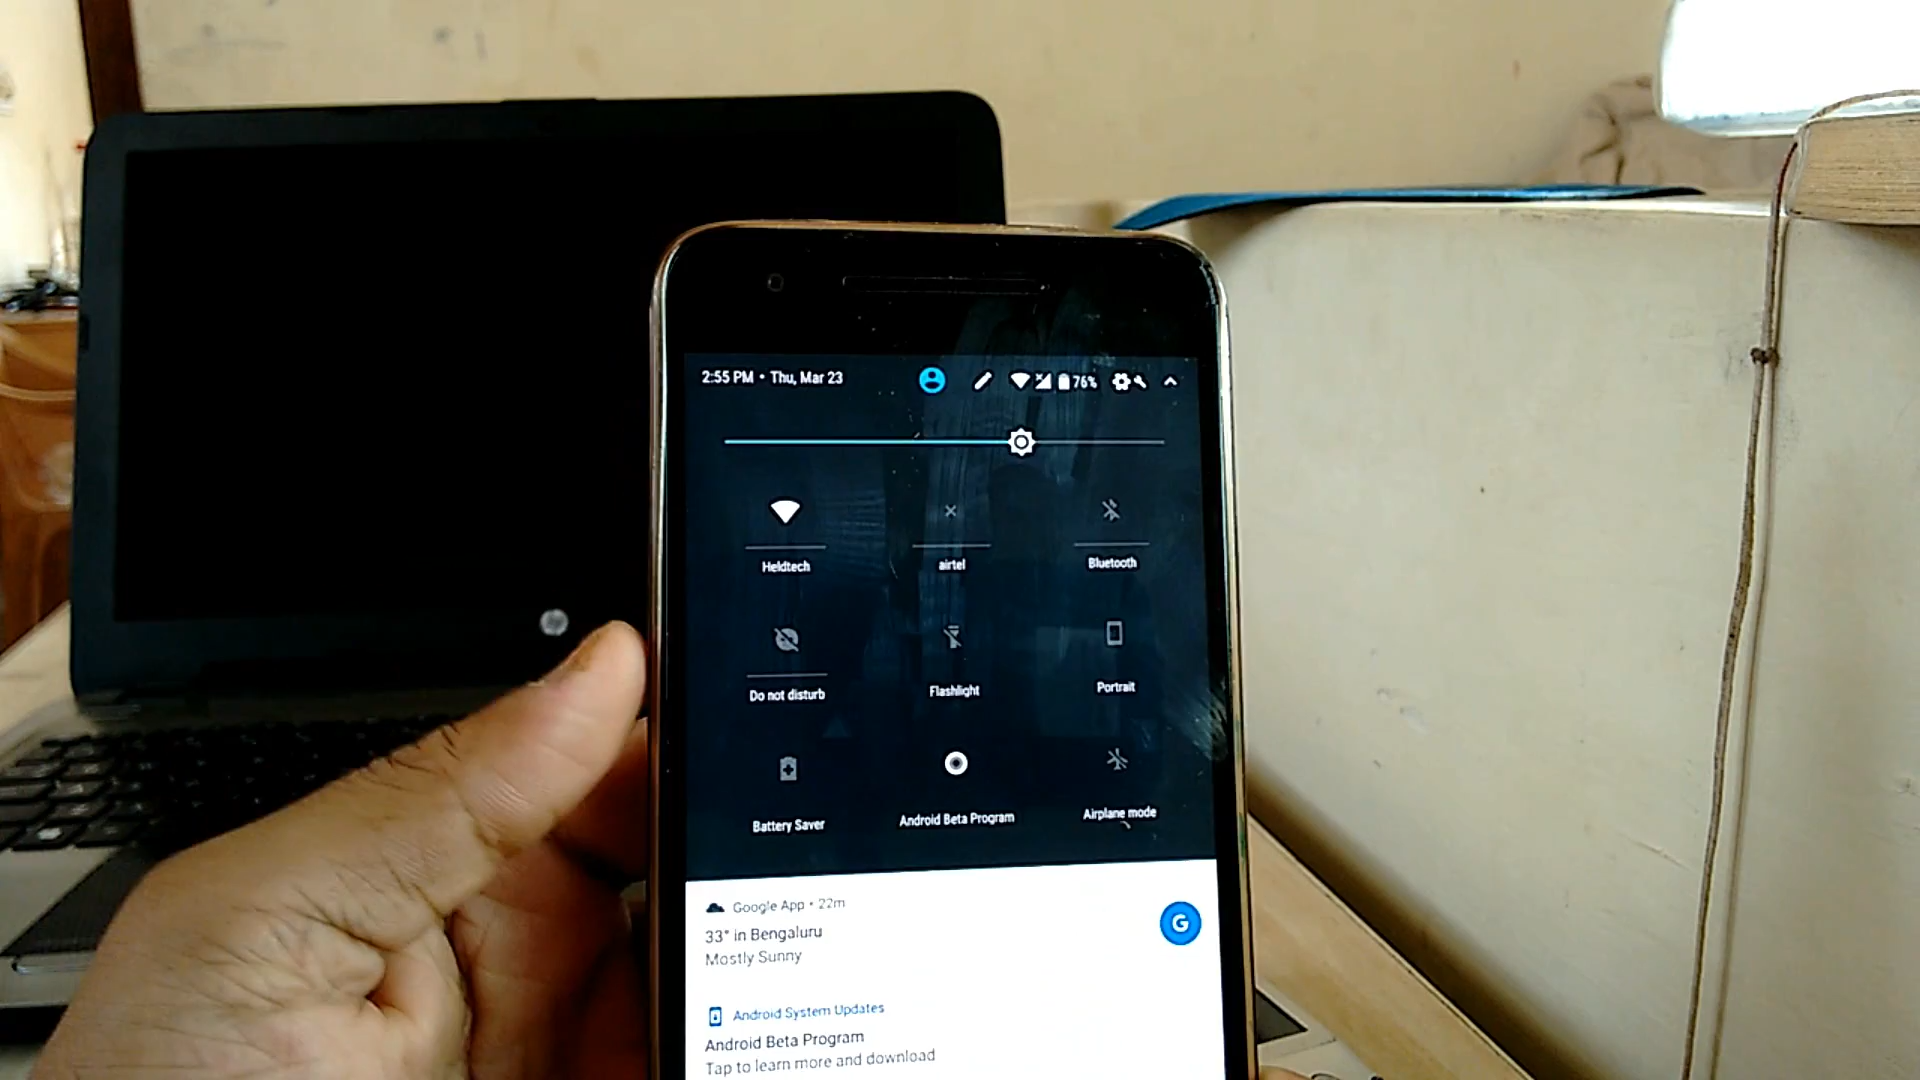 2:55 PM • Thu, Mar 23
76%
Heldtech
airtel
Bluetooth
Do not disturb
Flashlight
Portrait
Battery Saver
Android Beta Program
Airplane mode
Google App • 22m
33° in Bengaluru
Mostly Sunny
G
Android System Updates
Android Beta Program
Tap to learn more and download